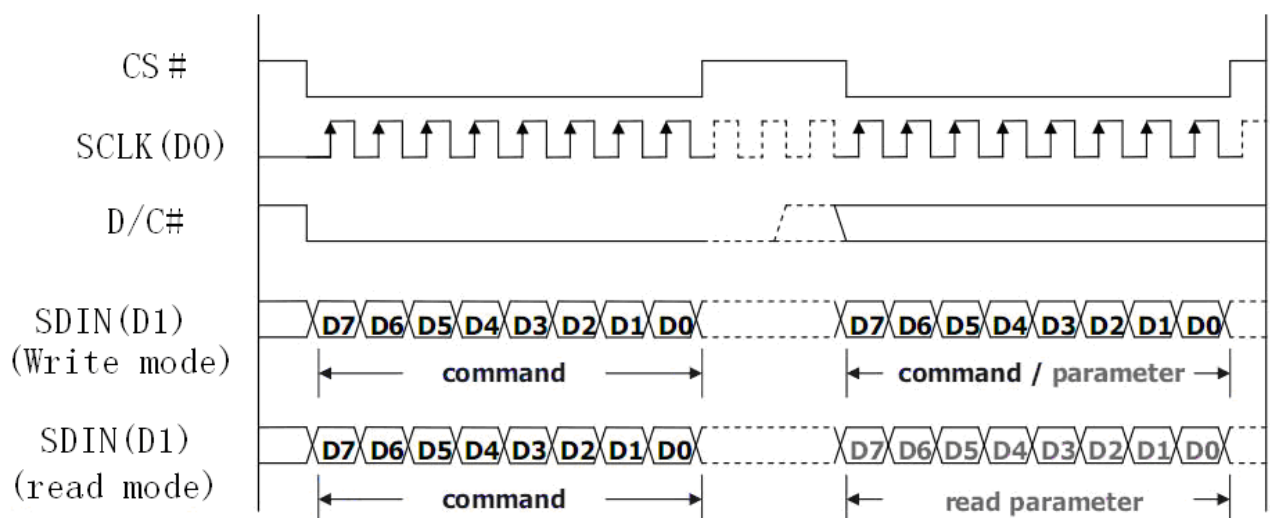 CS#
SCLK(D0)
D/C#
SDIN(D1)
(Write mode)
D7 D6 D5 D4 D3 D2 D1 D0 D7 D6 D5 D4 D3 D2 D1 D0
command command / parameter
SDIN(D1)
(read mode)
D7 D6 D5 D4 D3 D2 D1 D0 D7 D6 D5 D4 D3 D2 D1 D0
command read parameter